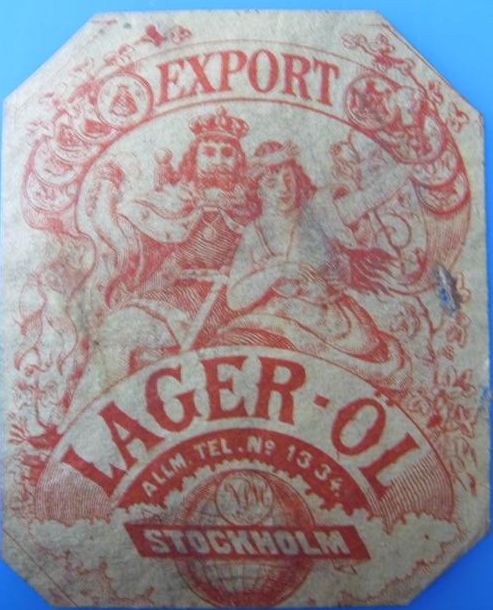 EXPORT
LAGER-ÖL
ALLM. TEL. Nº 1334.
STOCKHOLM